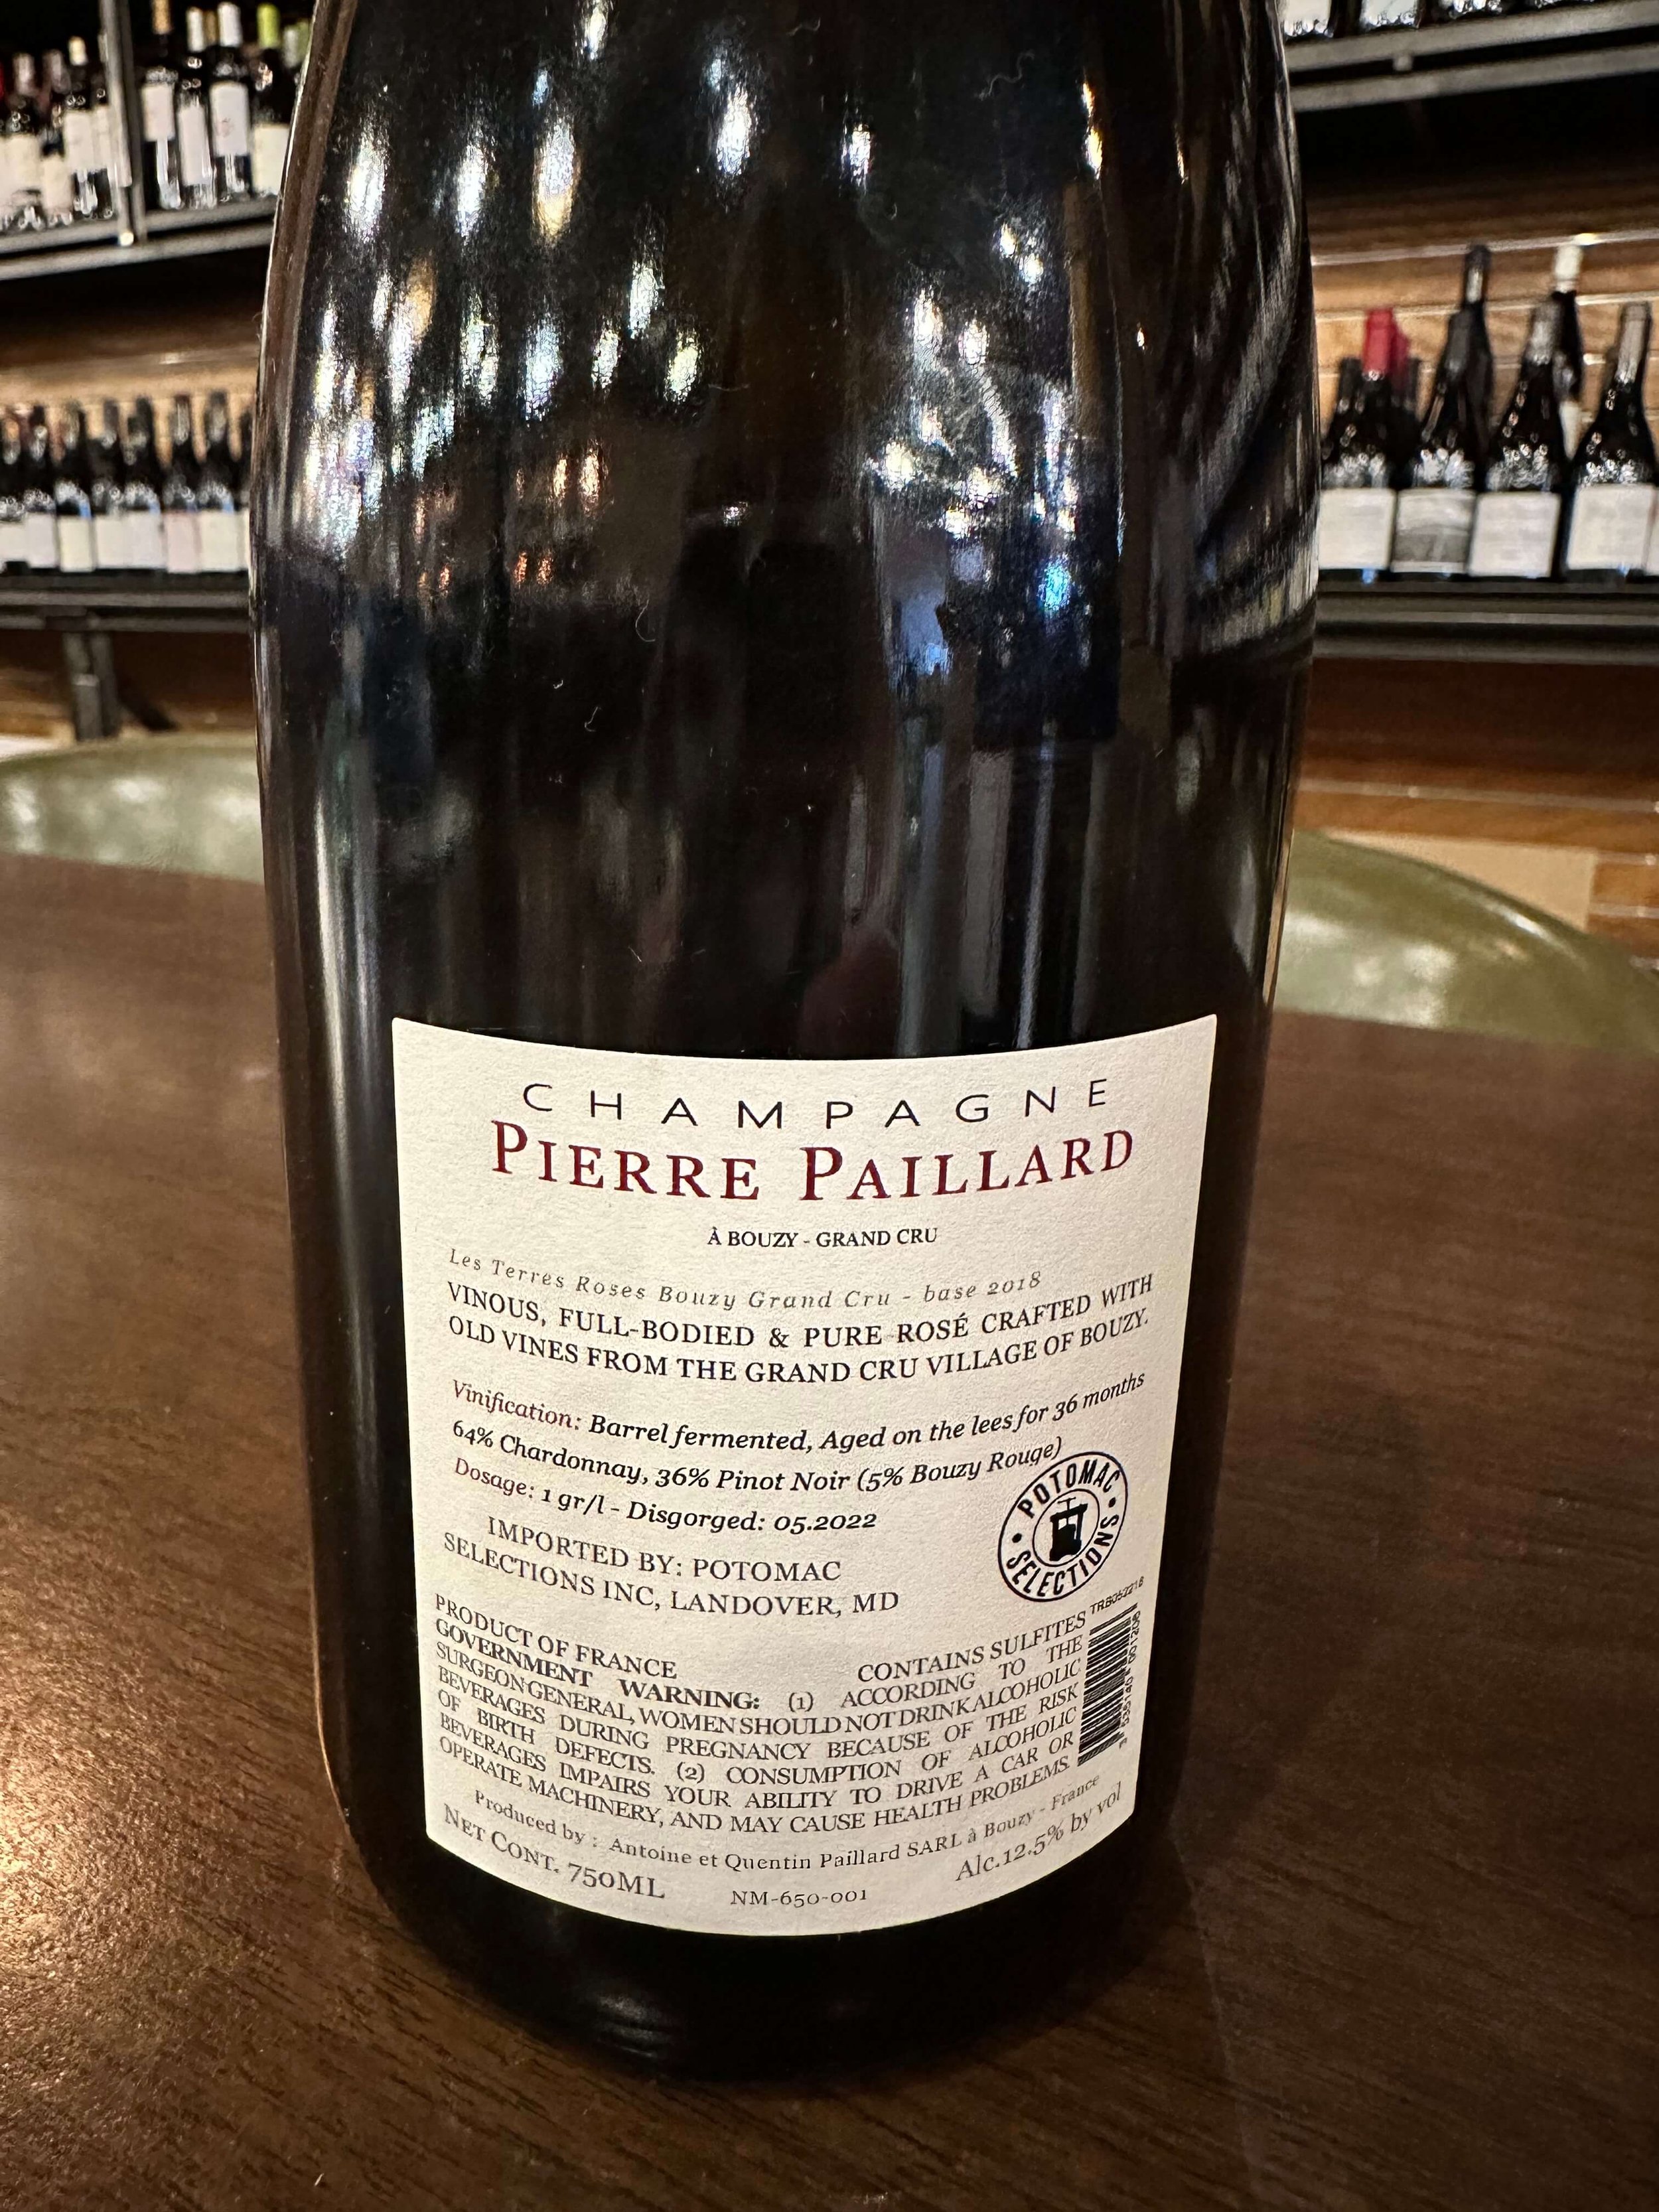 CHAMPAGNE
PIERRE PAILLARD
À BOUZY - GRAND CRU
Les Terres Roses Bouzy Grand Cru - base 2018
VINOUS, FULL-BODIED & PURE ROSÉ CRAFTED WITH
OLD VINES FROM THE GRAND CRU VILLAGE OF BOUZY.
Vinification: Barrel fermented, Aged on the lees for 36 months
64% Chardonnay, 36% Pinot Noir (5% Bouzy Rouge)
Dosage: 1 gr/l - Disgorged: 05.2022
POTOMAC
SELECTIONS
IMPORTED BY: POTOMAC
SELECTIONS INC, LANDOVER, MD
PRODUCT OF FRANCE CONTAINS SULFITES
TRB052218
GOVERNMENT WARNING: (1) ACCORDING TO THE
SURGEON GENERAL, WOMEN SHOULD NOT DRINK ALCOHOLIC
BEVERAGES DURING PREGNANCY BECAUSE OF THE RISK
OF BIRTH DEFECTS. (2) CONSUMPTION OF ALCOHOLIC
BEVERAGES IMPAIRS YOUR ABILITY TO DRIVE A CAR OR
OPERATE MACHINERY, AND MAY CAUSE HEALTH PROBLEMS.
Produced by : Antoine et Quentin Paillard SARL à Bouzy - France
NET CONT. 750ML NM-650-001 Alc.12.5% by vol